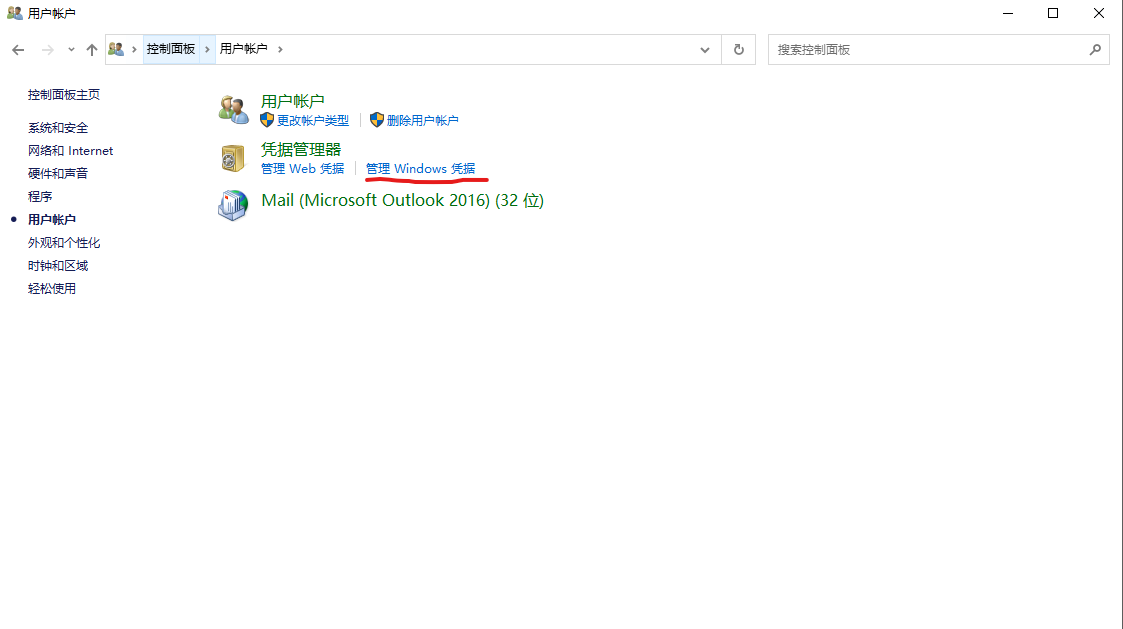 用户帐户
控制面板 用户帐户 搜索控制面板
控制面板主页
系统和安全
网络和 Internet
硬件和声音
程序
用户帐户
外观和个性化
时钟和区域
轻松使用
用户帐户
更改帐户类型 删除用户帐户
凭据管理器
管理 Web 凭据 管理 Windows 凭据
Mail (Microsoft Outlook 2016) (32 位)